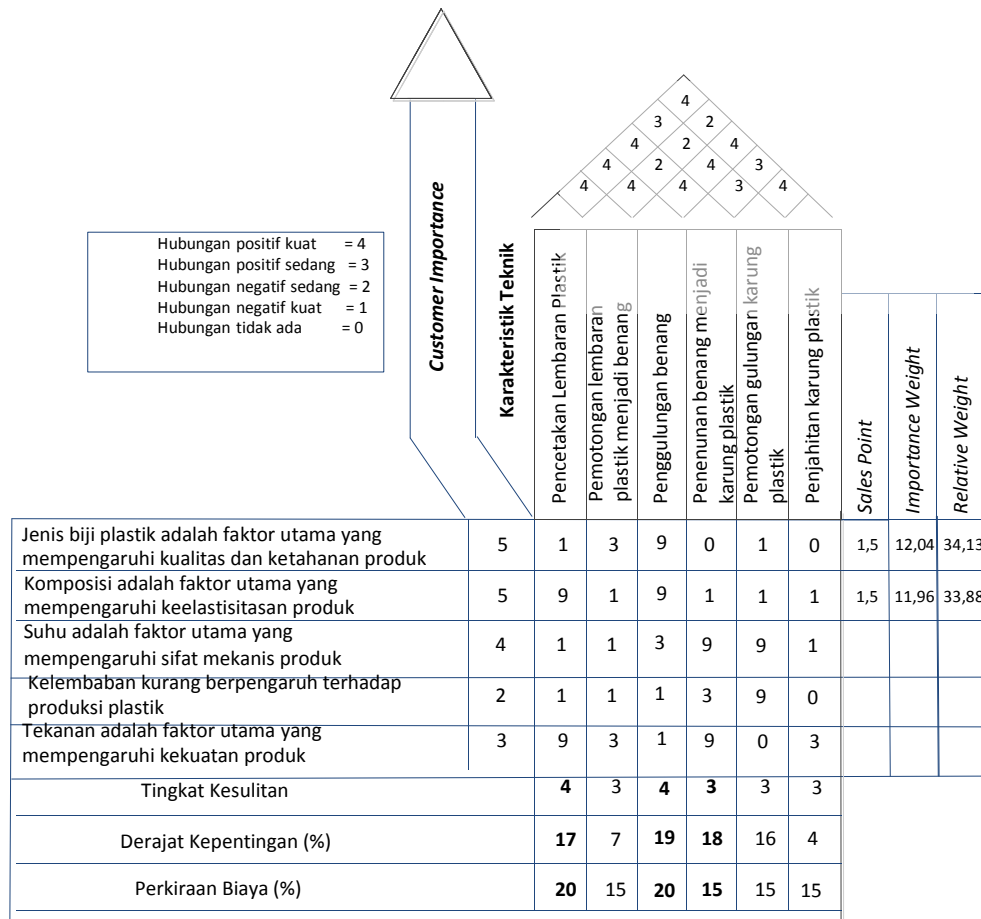 4
3 2
4 2 4
4 2 4 3
4 4 4 3 4
Hubungan positif kuat = 4
Hubungan positif sedang = 3
Hubungan negatif sedang = 2
Hubungan negatif kuat = 1
Hubungan tidak ada = 0
Customer Importance
Karakteristik Teknik
Pencetakan Lembaran Plastik
Pemotongan lembaran
plastik menjadi benang
Penggulungan benang
Penenunan benang menjadi
karung plastik
Pemotongan gulungan karung
plastik
Penjahitan karung plastik
Sales Point
Importance Weight
Relative Weight
Jenis biji plastik adalah faktor utama yang
mempengaruhi kualitas dan ketahanan produk
5 1 3 9 0 1 0 1,5 12,04 34,13
Komposisi adalah faktor utama yang
mempengaruhi keelastisitasan produk
5 9 1 9 1 1 1 1,5 11,96 33,88
Suhu adalah faktor utama yang
mempengaruhi sifat mekanis produk
4 1 1 3 9 9 1
Kelembaban kurang berpengaruh terhadap
produksi plastik
2 1 1 1 3 9 0
Tekanan adalah faktor utama yang
mempengaruhi kekuatan produk
3 9 3 1 9 0 3
Tingkat Kesulitan 4 3 4 3 3 3
Derajat Kepentingan (%) 17 7 19 18 16 4
Perkiraan Biaya (%) 20 15 20 15 15 15